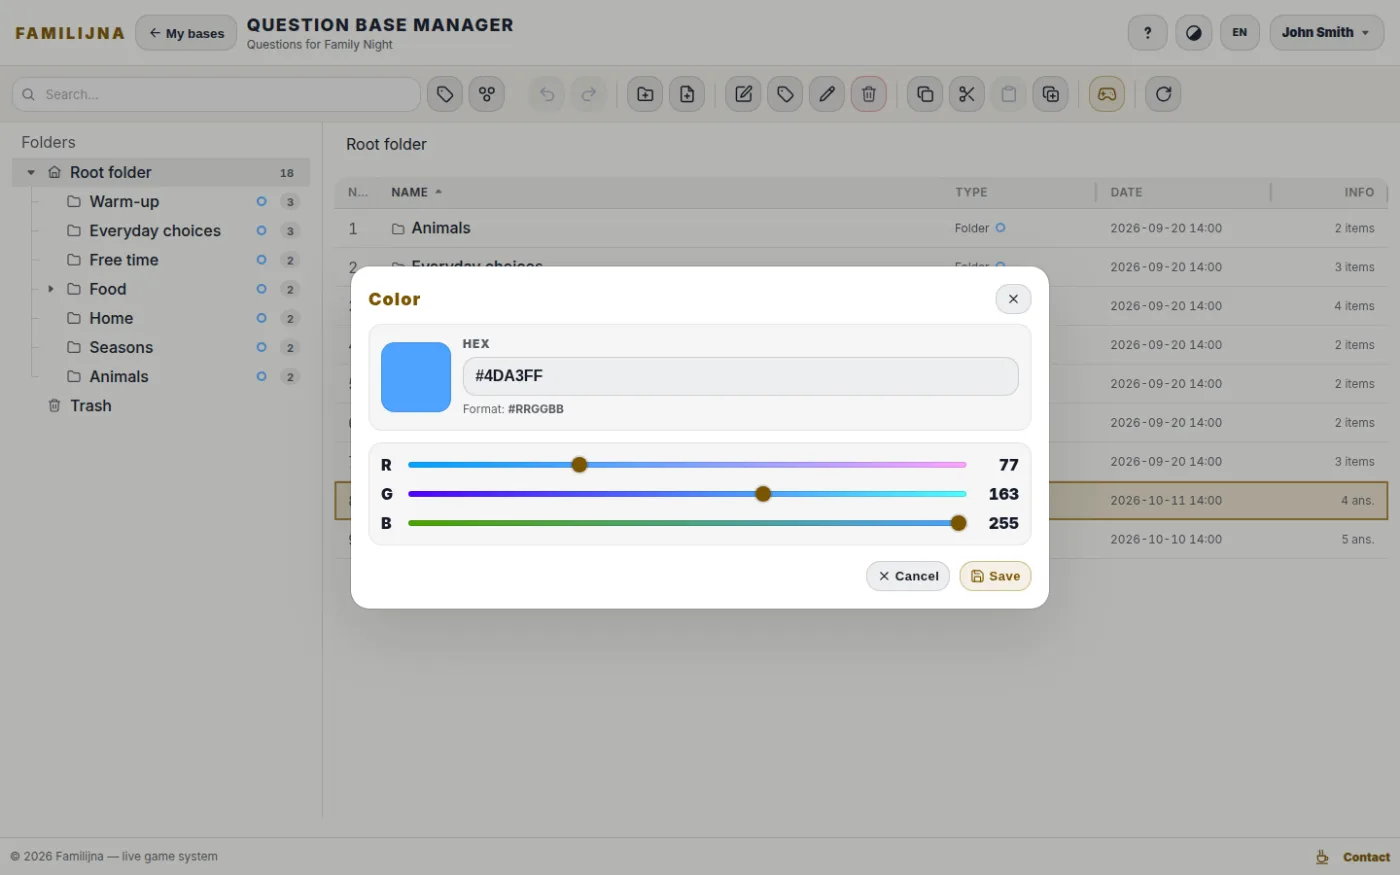 FAMILIJNA
← My bases
QUESTION BASE MANAGER
Questions for Family Night
?
EN
John Smith
Search...
Folders
Root folder 18
Warm-up 3
Everyday choices 3
Free time 2
Food 2
Home 2
Seasons 2
Animals 2
Trash
Root folder
N... NAME TYPE DATE INFO
1 Animals Folder 2026-09-20 14:00 2 items
2 Everyday choices Folder 2026-09-20 14:00 3 items
2026-09-20 14:00 4 items
2026-09-20 14:00 2 items
2026-09-20 14:00 2 items
2026-09-20 14:00 2 items
2026-09-20 14:00 3 items
2026-10-11 14:00 4 ans.
2026-10-10 14:00 5 ans.
Color
HEX
#4DA3FF
Format: #RRGGBB
R 77
G 163
B 255
Cancel
Save
© 2026 Familijna — live game system
Contact